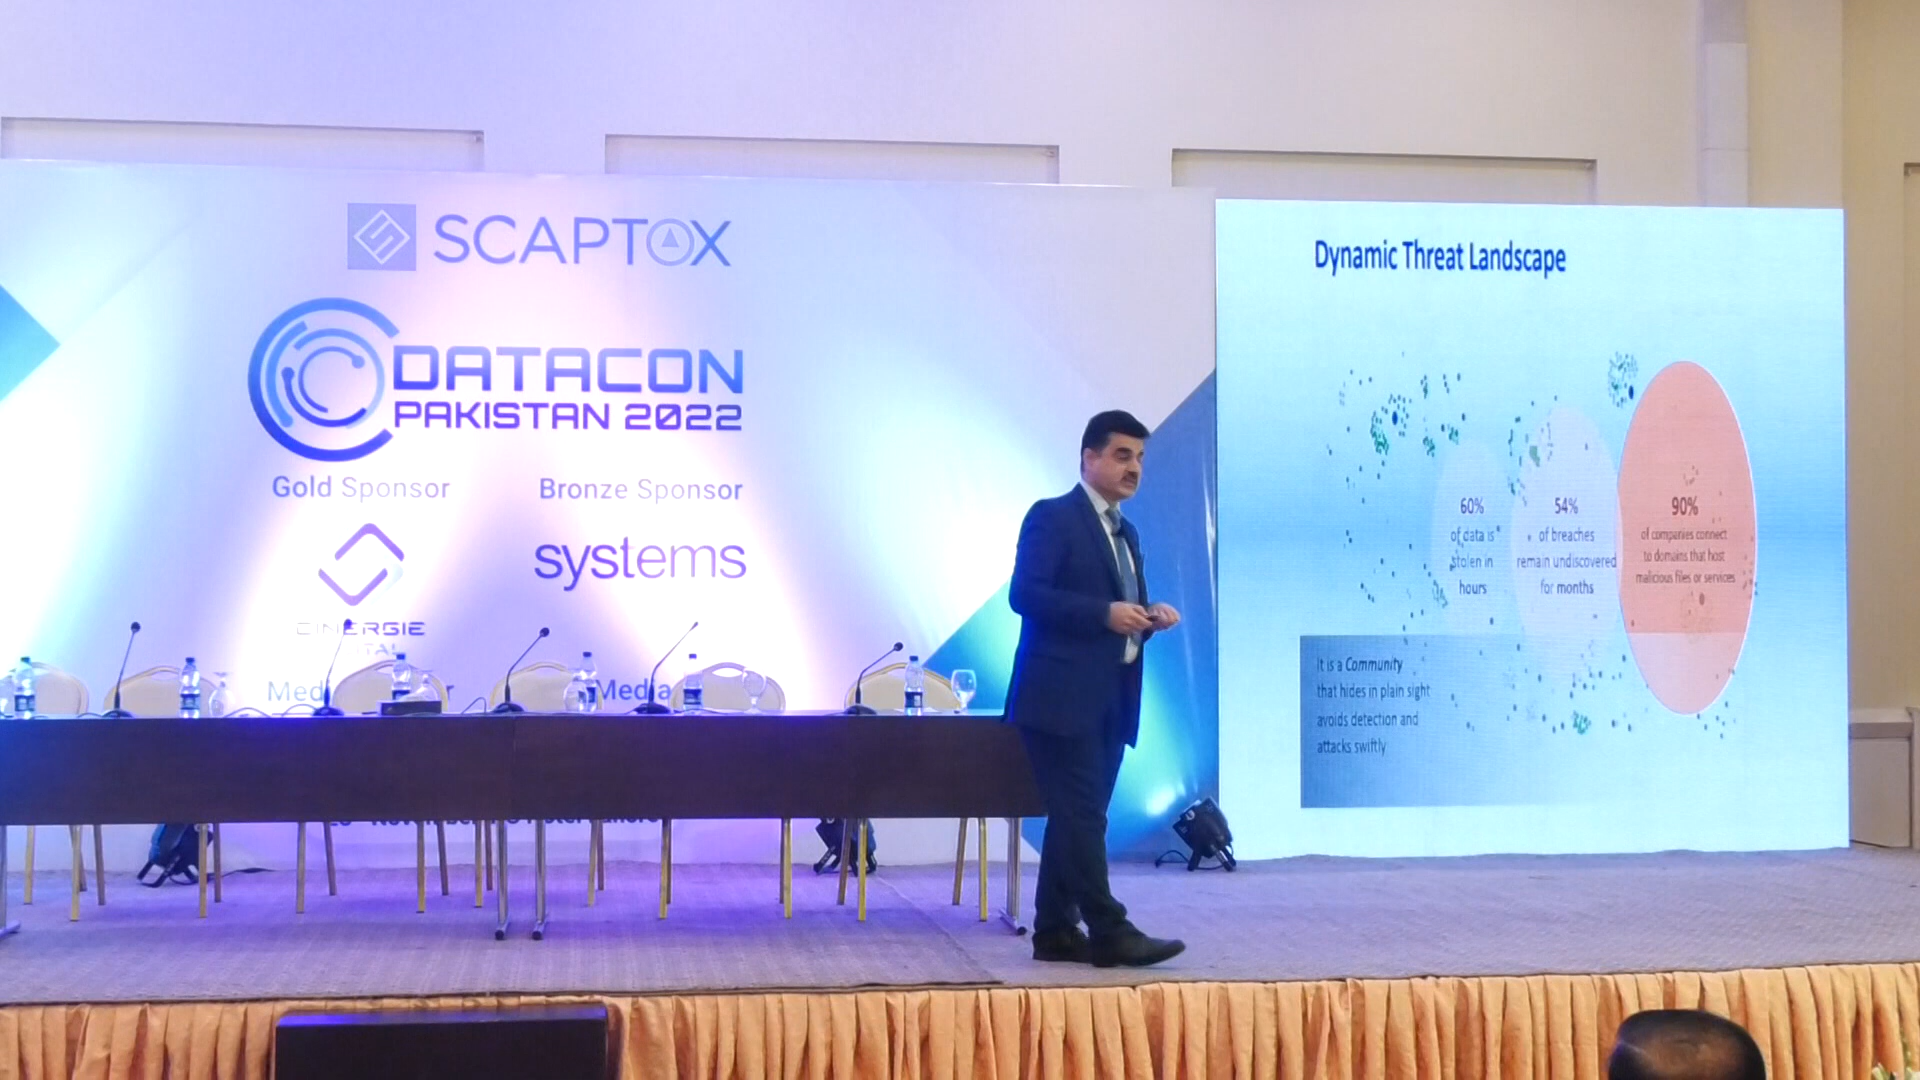 SCAPTOX
DATACON
PAKISTAN 2022
Gold Sponsor
Bronze Sponsor
systems
CINERGIE
Media
Dynamic Threat Landscape
60%
of data is
stolen in
hours
54%
of breaches
remain undiscovered
for months
90%
of companies connect
to domains that host
malicious files or services
It is a Community
that hides in plain sight
avoids detection and
attacks swiftly